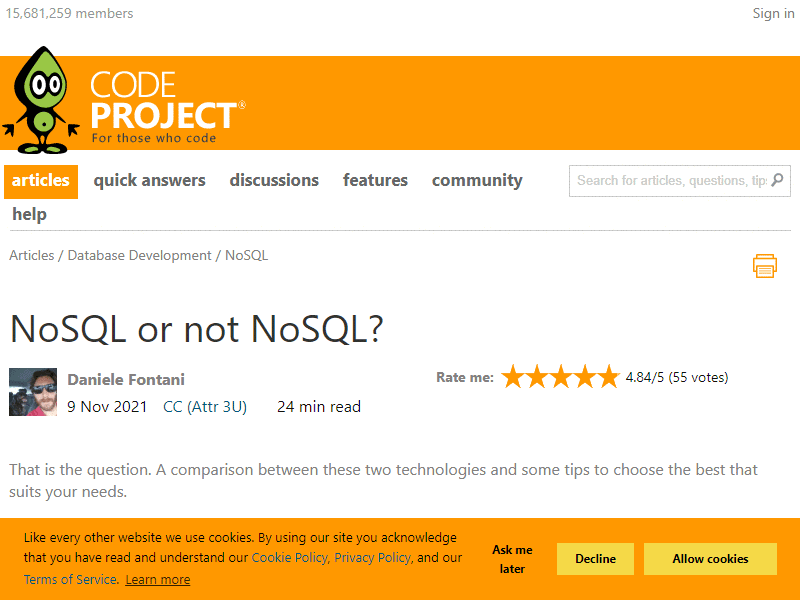 15,681,259 members
Sign in
CODE
PROJECT®
For those who code
articles quick answers discussions features community
Search for articles, questions, tips
help
Articles / Database Development / NoSQL
NoSQL or not NoSQL?
Daniele Fontani
Rate me: 4.84/5 (55 votes)
9 Nov 2021 CC (Attr 3U) 24 min read
That is the question. A comparison between these two technologies and some tips to choose the best that
suits your needs.
Like every other website we use cookies. By using our site you acknowledge
that you have read and understand our Cookie Policy, Privacy Policy, and our
Terms of Service. Learn more
Ask me
later
Decline
Allow cookies